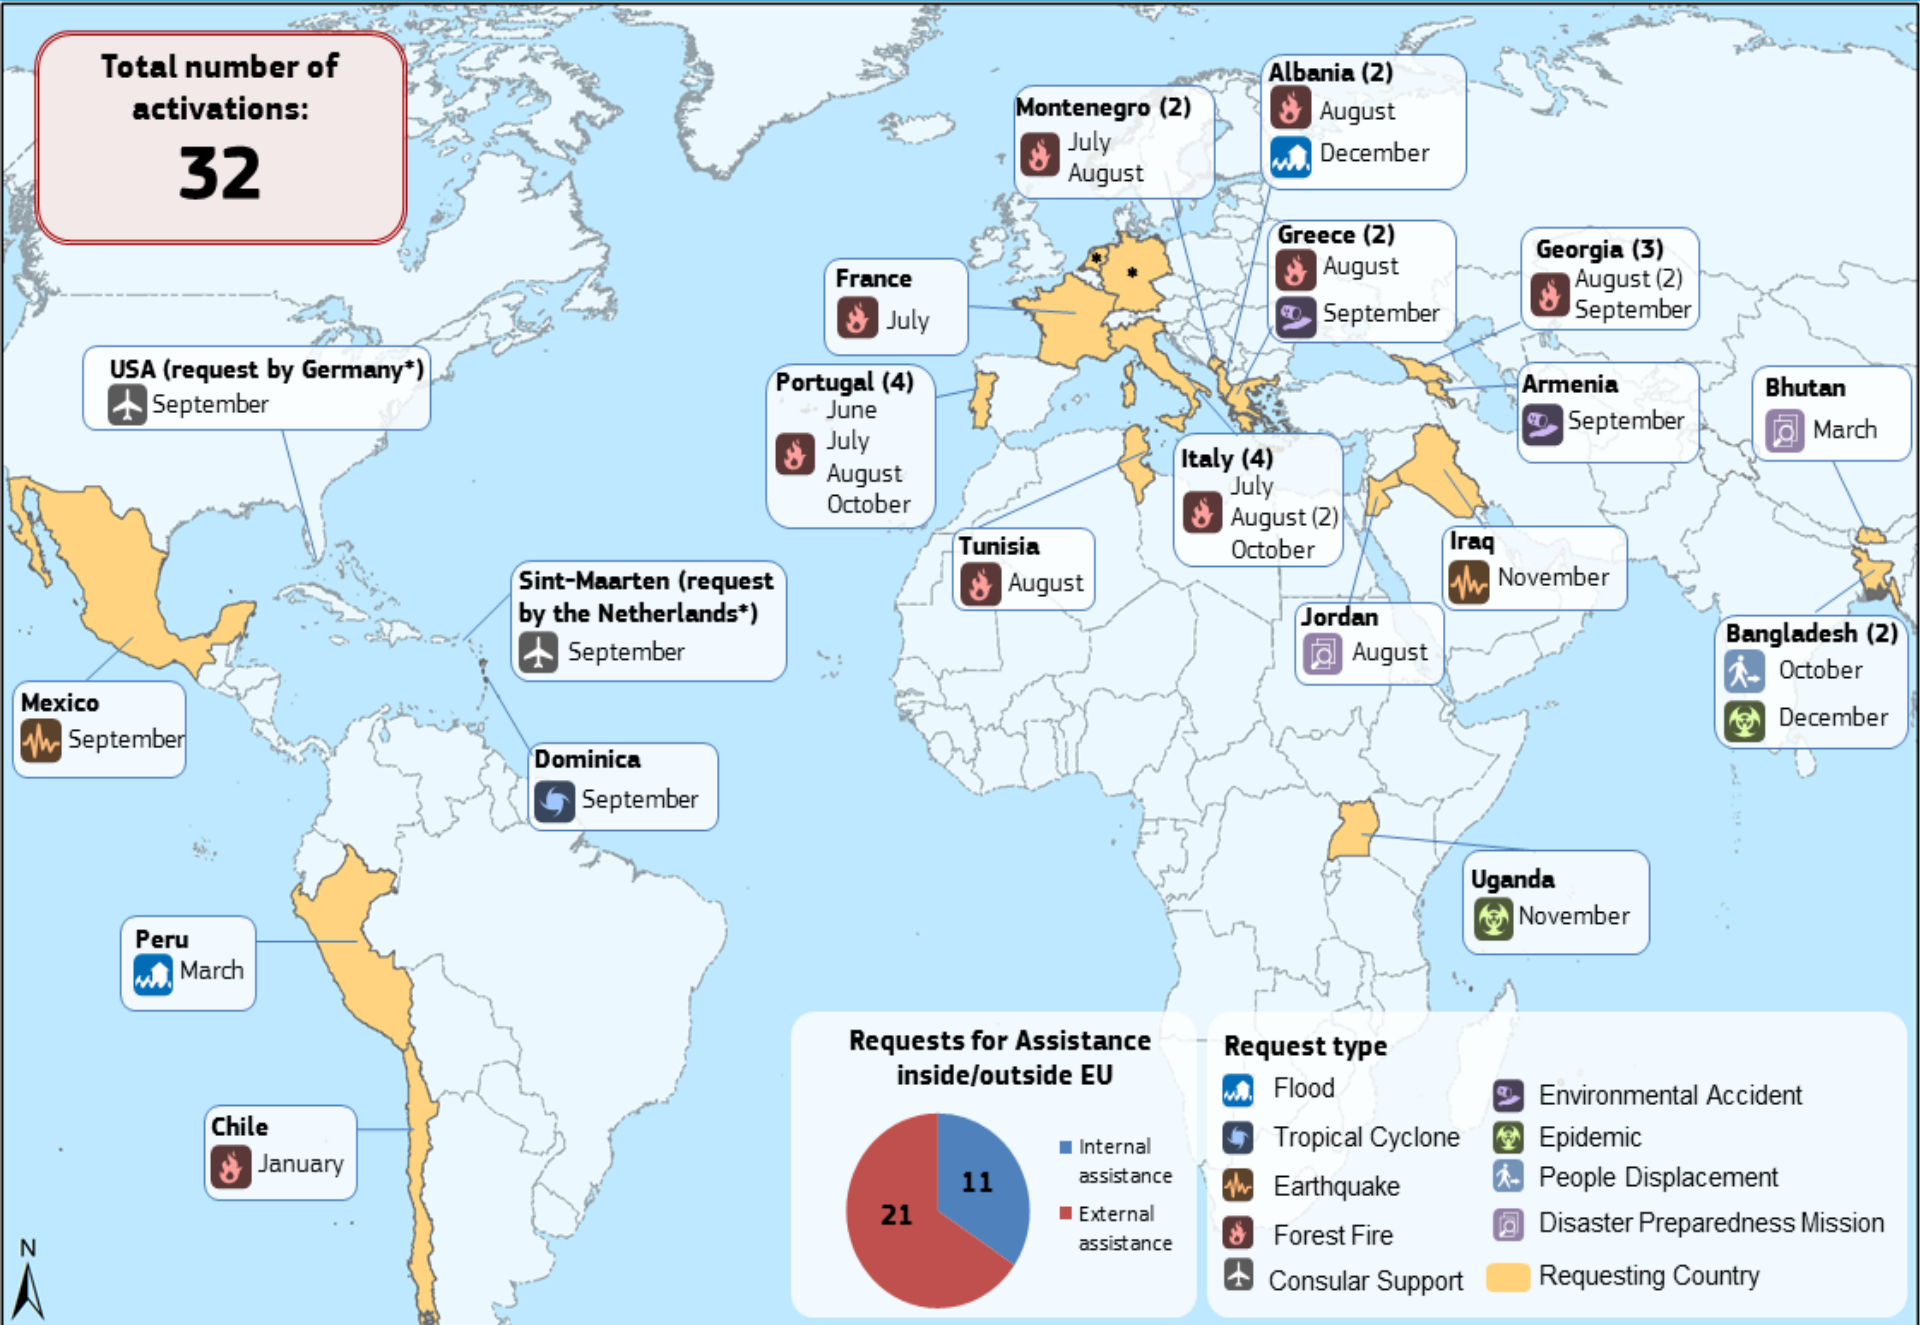 Total number of
activations:
32
Montenegro (2)
July
August
Albania (2)
August
December
Greece (2)
August
September
Georgia (3)
August (2)
September
France
July
USA (request by Germany*)
September
Portugal (4)
June
July
August
October
Armenia
September
Bhutan
March
Italy (4)
July
August (2)
October
Tunisia
August
Iraq
November
Sint-Maarten (request
by the Netherlands*)
September
Jordan
August
Bangladesh (2)
October
December
Mexico
September
Dominica
September
Uganda
November
Peru
March
Chile
January
Requests for Assistance
inside/outside EU
11
21
Internal
assistance
External
assistance
Request type
Flood
Tropical Cyclone
Earthquake
Forest Fire
Consular Support
Environmental Accident
Epidemic
People Displacement
Disaster Preparedness Mission
Requesting Country
N